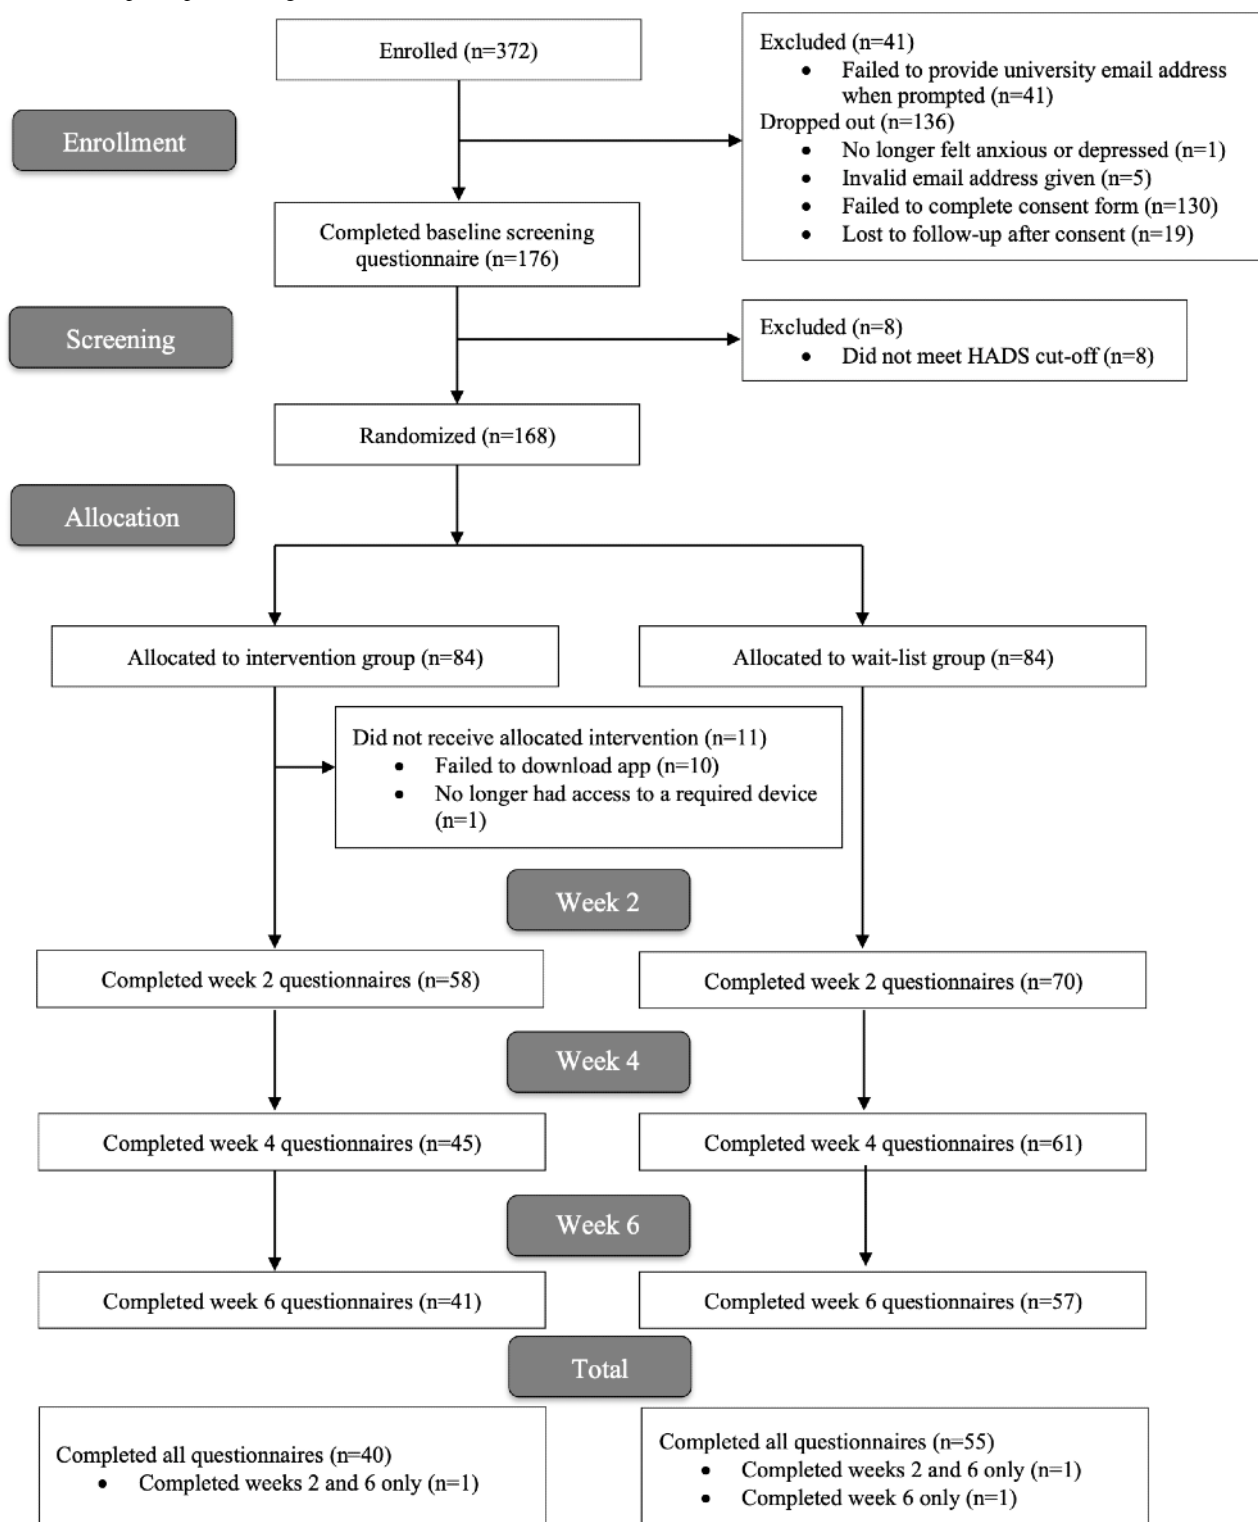 Enrolled (n=372)
Excluded (n=41)
• Failed to provide university email address
when prompted (n=41)
Dropped out (n=136)
• No longer felt anxious or depressed (n=1)
• Invalid email address given (n=5)
• Failed to complete consent form (n=130)
• Lost to follow-up after consent (n=19)
Enrollment
Completed baseline screening
questionnaire (n=176)
Screening
Excluded (n=8)
• Did not meet HADS cut-off (n=8)
Randomized (n=168)
Allocation
Allocated to intervention group (n=84)
Allocated to wait-list group (n=84)
Did not receive allocated intervention (n=11)
• Failed to download app (n=10)
• No longer had access to a required device
(n=1)
Week 2
Completed week 2 questionnaires (n=58)
Completed week 2 questionnaires (n=70)
Week 4
Completed week 4 questionnaires (n=45)
Completed week 4 questionnaires (n=61)
Week 6
Completed week 6 questionnaires (n=41)
Completed week 6 questionnaires (n=57)
Total
Completed all questionnaires (n=40)
• Completed weeks 2 and 6 only (n=1)
Completed all questionnaires (n=55)
• Completed weeks 2 and 6 only (n=1)
• Completed week 6 only (n=1)